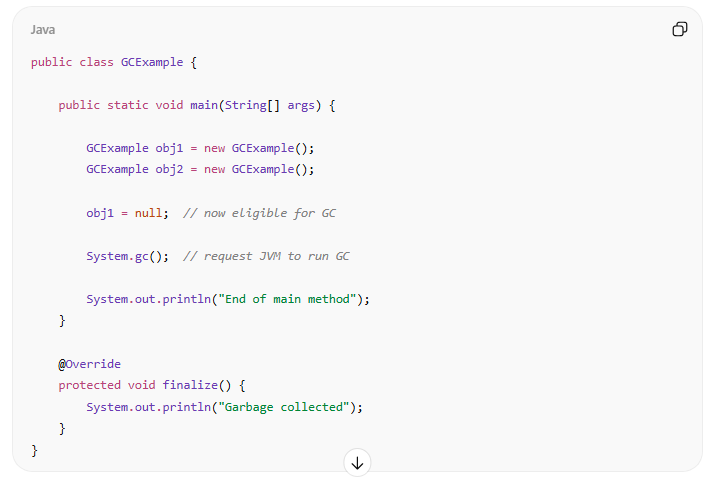 Java
public class GCExample {
public static void main(String[] args) {
GCExample obj1 = new GCExample();
GCExample obj2 = new GCExample();
obj1 = null;  // now eligible for GC
System.gc();  // request JVM to run GC
System.out.println("End of main method");
}
@Override
protected void finalize() {
System.out.println("Garbage collected");
}
}